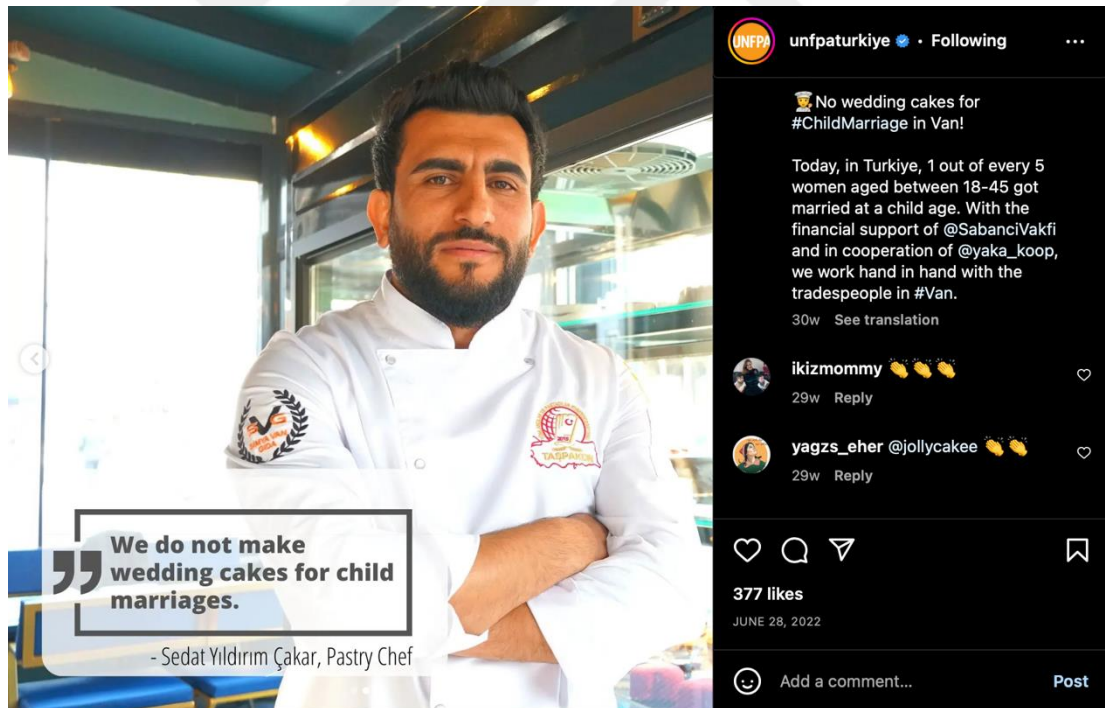 We do not make
wedding cakes for child
marriages.
- Sedat Yıldırım Çakar, Pastry Chef
TAŞPAKON
UNFPA
unfpaturkiye • Following
👩‍🍳No wedding cakes for
#ChildMarriage in Van!
Today, in Turkiye, 1 out of every 5
women aged between 18-45 got
married at a child age. With the
financial support of @SabanciVakfi
and in cooperation of @yaka_koop,
we work hand in hand with the
tradespeople in #Van.
30w See translation
ikizmommy 👏👏👏
29w Reply
yagzs_eher @jollycakee 👏👏
29w Reply
377 likes
JUNE 28, 2022
Add a comment...
Post